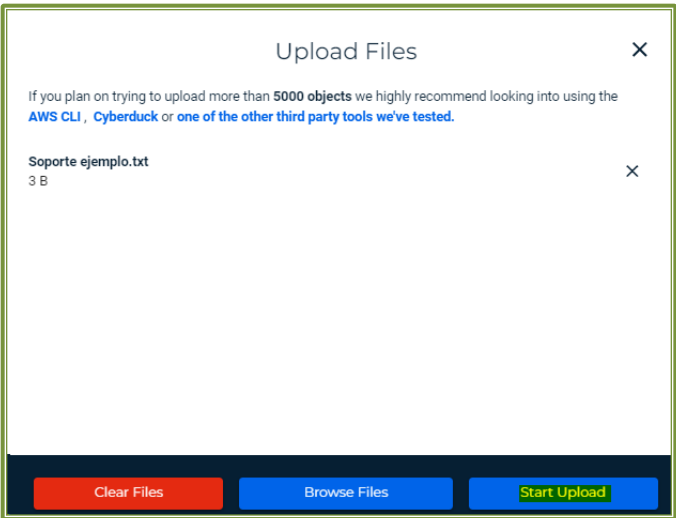 Upload Files
If you plan on trying to upload more than 5000 objects we highly recommend looking into using the
AWS CLI , Cyberduck or one of the other third party tools we've tested.
Soporte ejemplo.txt
3 B
Clear Files
Browse Files
Start Upload